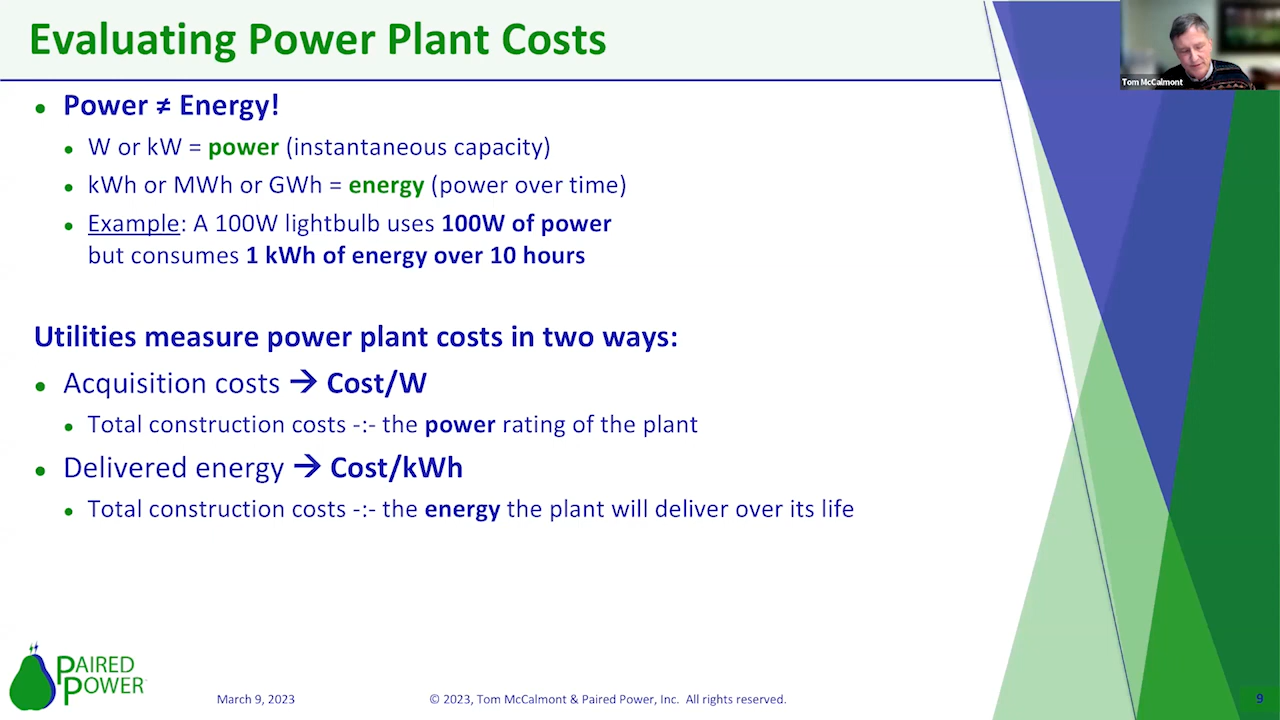 Evaluating Power Plant Costs
Tom McCalmont
• Power ≠ Energy!
• W or kW = power (instantaneous capacity)
• kWh or MWh or GWh = energy (power over time)
• Example: A 100W lightbulb uses 100W of power
but consumes 1 kWh of energy over 10 hours
Utilities measure power plant costs in two ways:
• Acquisition costs → Cost/W
• Total construction costs -:- the power rating of the plant
• Delivered energy → Cost/kWh
• Total construction costs -:- the energy the plant will deliver over its life
PAIRED
POWER
March 9, 2023
© 2023, Tom McCalmont & Paired Power, Inc. All rights reserved.
9